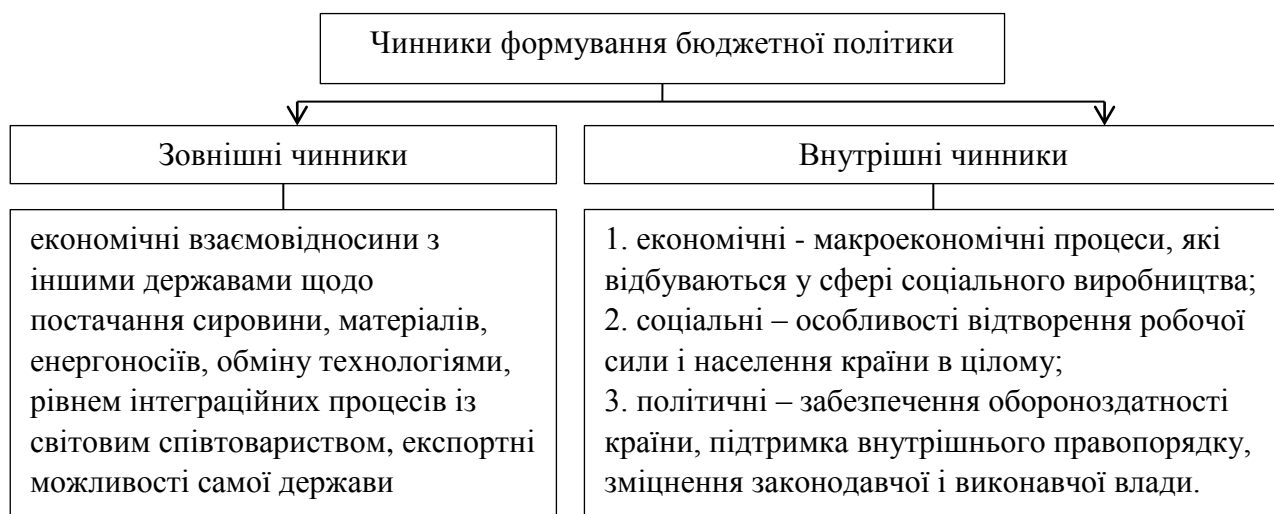 Чинники формування бюджетної політики
Зовнішні чинники
Внутрішні чинники
економічні взаємовідносини з
іншими державами щодо
постачання сировини, матеріалів,
енергоносіїв, обміну технологіями,
рівнем інтеграційних процесів із
світовим співтовариством, експортні
можливості самої держави
1. економічні - макроекономічні процеси, які
відбуваються у сфері соціального виробництва;
2. соціальні – особливості відтворення робочої
сили і населення країни в цілому;
3. політичні – забезпечення обороноздатності
країни, підтримка внутрішнього правопорядку,
зміцнення законодавчої і виконавчої влади.